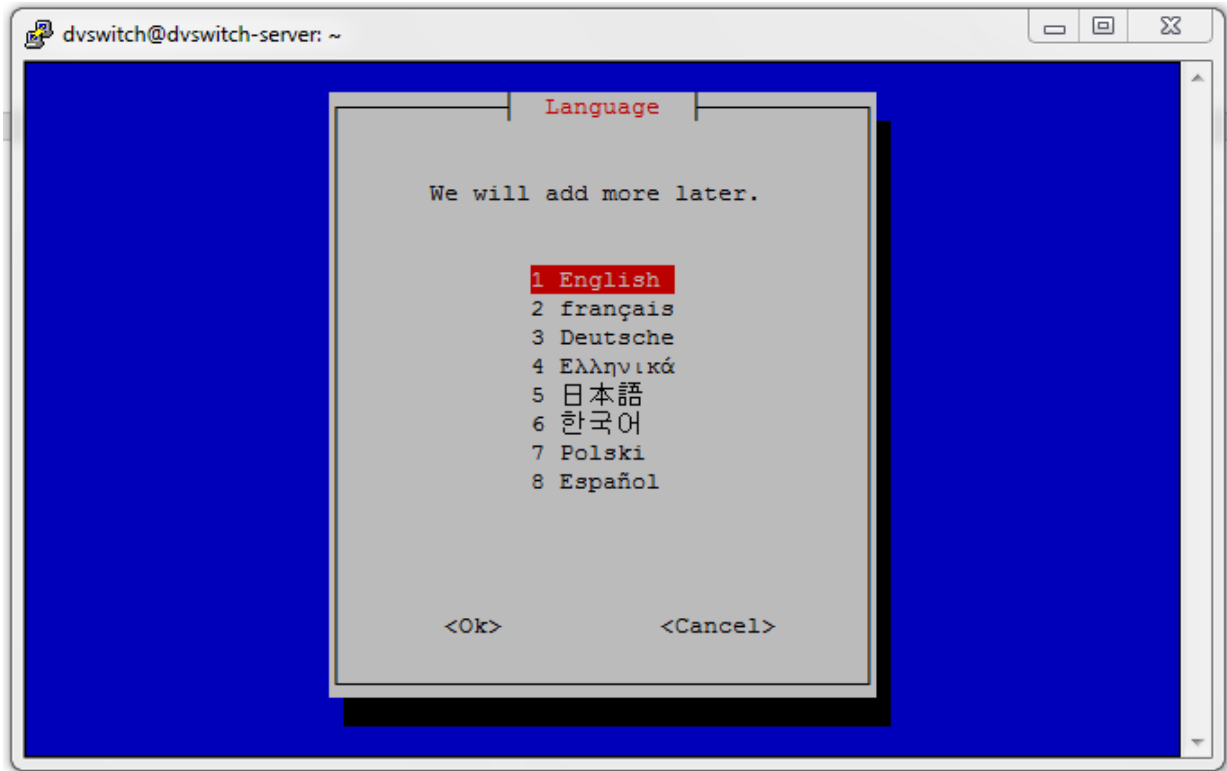 dvswitch@dvswitch-server: ~
Language
We will add more later.
1 English
2 français
3 Deutsche
4 Ελληνικά
5 日本語
6 한국어
7 Polski
8 Español
<Ok> <Cancel>